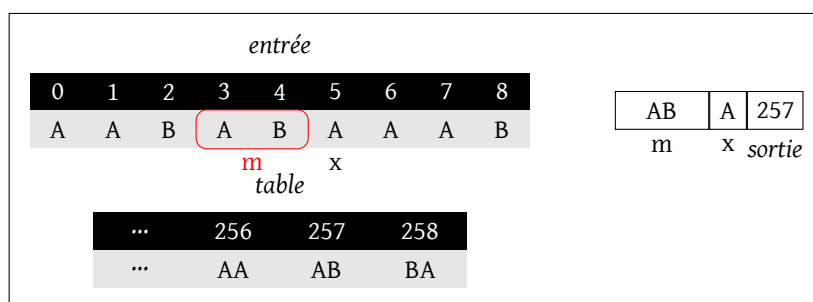 entrée
0 1 2 3 4 5 6 7 8
A A B A B A A A B
m x
table
... 256 257 258
... AA AB BA
AB A 257
m x sortie